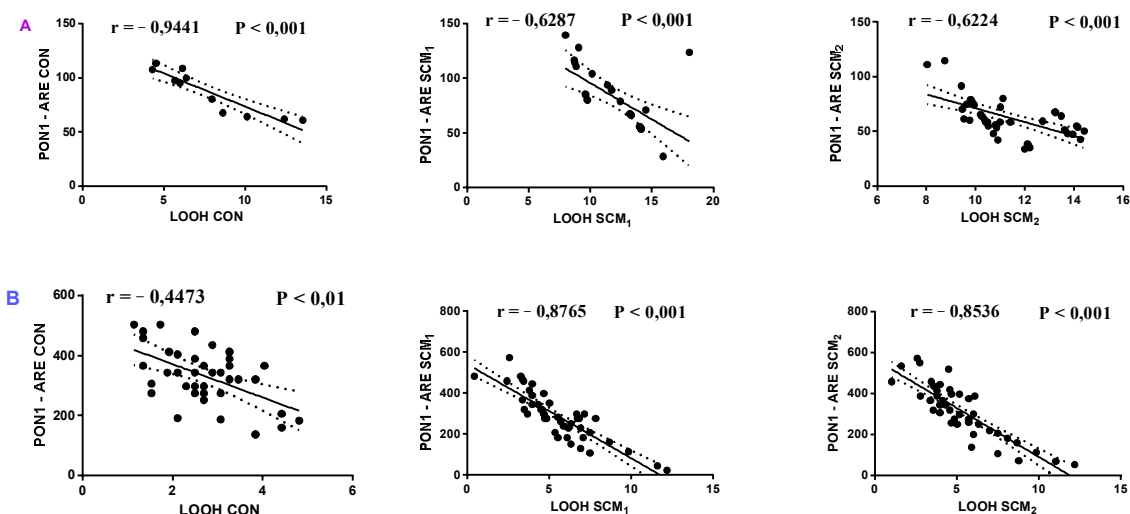 A
r = – 0,9441 P < 0,001
PON1 - ARE CON
150
100
50
0
0 5 10 15
LOOH CON
r = – 0,6287 P < 0,001
PON1 - ARE SCM1
150
100
50
0
0 5 10 15 20
LOOH SCM1
r = – 0,6224 P < 0,001
PON1 - ARE SCM2
150
100
50
0
6 8 10 12 14 16
LOOH SCM2
B
r = – 0,4473 P < 0,01
PON1 - ARE CON
600
400
200
0
0 2 4 6
LOOH CON
r = – 0,8765 P < 0,001
PON1 - ARE SCM1
800
600
400
200
0
0 5 10 15
LOOH SCM1
r = – 0,8536 P < 0,001
PON1 - ARE SCM2
800
600
400
200
0
0 5 10 15
LOOH SCM2